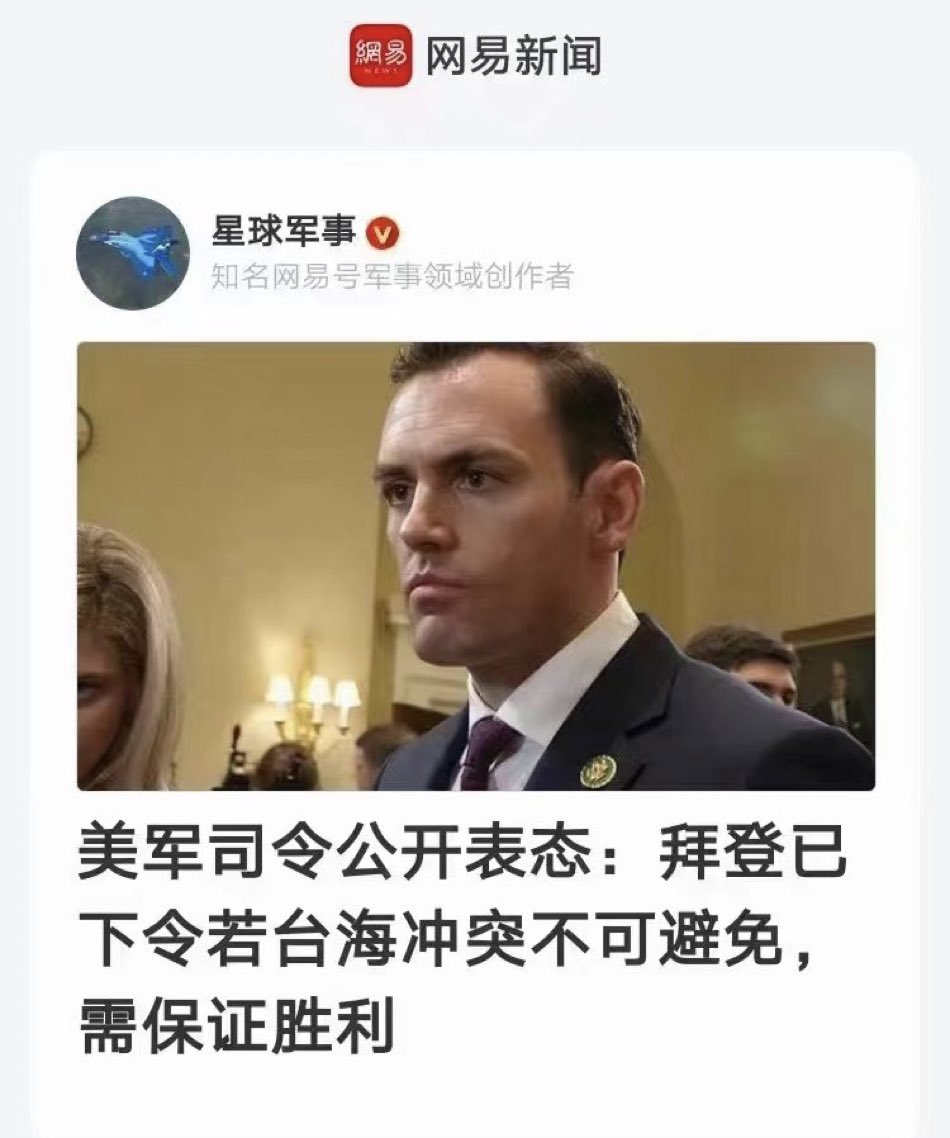 網易
NEWS
网易新闻
星球军事
V
知名网易号军事领域创作者
美军司令公开表态：拜登已
下令若台海冲突不可避免，
需保证胜利